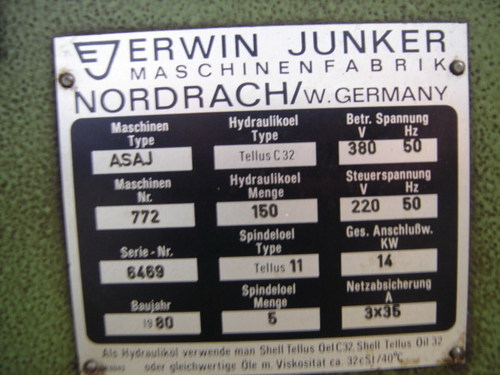 EJ ERWIN JUNKER
MASCHINENFABRIK
NORDRACH/W.GERMANY
Maschinen Type
ASAJ
Hydraulikoel Type
Tellus C32
Betr. Spannung
V Hz
380 50
Maschinen Nr.
772
Hydraulikoel Menge
150
Steuerspannung
V Hz
220 50
Serie-Nr.
6469
Spindeloel Type
Tellus 11
Ges. Anschlußw.
KW
14
Baujahr
1980
Spindeloel Menge
5
Netzabsicherung
A
3x35
Als Hydrauliköl verwende man Shell Tellus Oel C32, Shell Tellus Oil 32
oder gleichwertige Öle m. Viskosität ca. 32cSt/40°C